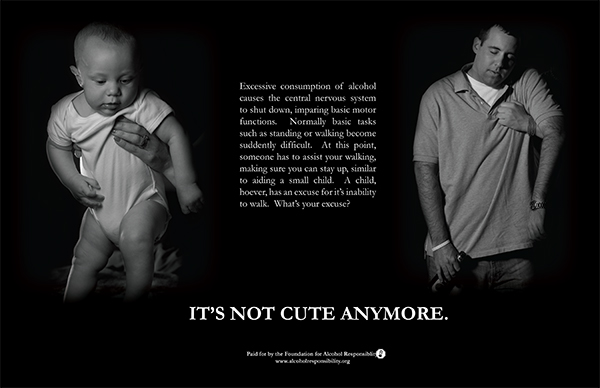 Excessive consumption of alcohol
causes the central nervous system
to shut down, imparing basic motor
functions. Normally basic tasks
such as standing or walking become
suddently difficult. At this point,
someone has to assist your walking,
making sure you can stay up, similar
to aiding a small child. A child,
hoever, has an excuse for it's inability
to walk. What's your excuse?
IT'S NOT CUTE ANYMORE.
Paid for by the Foundation for Alcohol
www.alcoholresponsibility.org